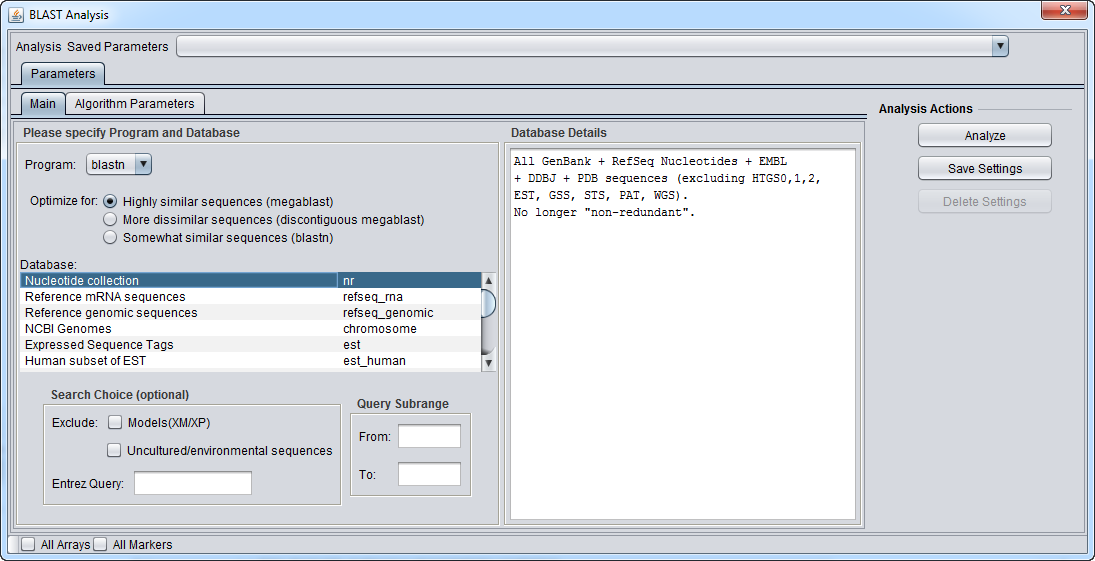 BLAST Analysis
Analysis Saved Parameters
Parameters
Main Algorithm Parameters
Please specify Program and Database
Program: blastn
Optimize for: Highly similar sequences (megablast)
More dissimilar sequences (discontiguous megablast)
Somewhat similar sequences (blastn)
Database:
Nucleotide collection nr
Reference mRNA sequences refseq_rna
Reference genomic sequences refseq_genomic
NCBI Genomes chromosome
Expressed Sequence Tags est
Human subset of EST est_human
Search Choice (optional)
Exclude: Models(XM/XP)
Uncultured/environmental sequences
Entrez Query:
Query Subrange
From:
To:
Database Details
All GenBank + RefSeq Nucleotides + EMBL
+ DDBJ + PDB sequences (excluding HTGS0,1,2,
EST, GSS, STS, PAT, WGS).
No longer "non-redundant".
Analysis Actions
Analyze
Save Settings
Delete Settings
All Arrays All Markers